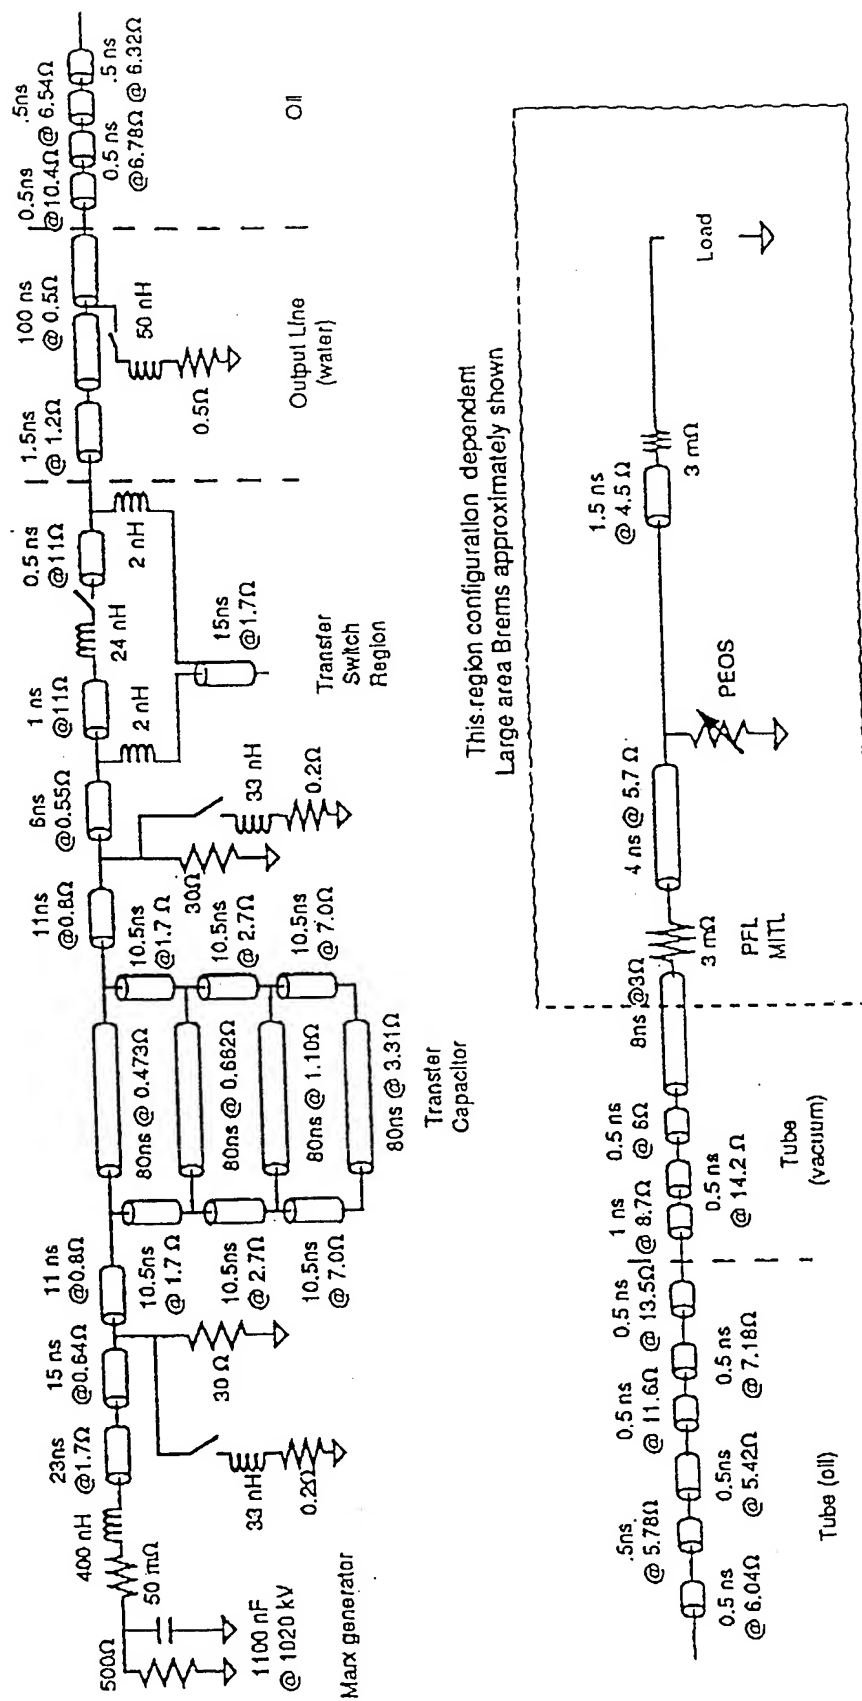 500Ω
1100 nF
@ 1020 kV
Marx generator
50 mΩ
400 nH
23ns
@1.7Ω
15 ns
@0.64Ω
33 nH
0.2Ω
30 Ω
11 ns
@0.8Ω
10.5ns
@ 1.7 Ω
10.5ns
@ 2.7Ω
10.5ns
@ 7.0Ω
80ns @ 0.473Ω
80ns @ 0.682Ω
80ns @ 1.10Ω
80ns @ 3.31Ω
Transfer
Capacitor
10.5ns
@1.7 Ω
10.5ns
@ 2.7Ω
10.5ns
@ 7.0Ω
11ns
@0.8Ω
30Ω
33 nH
0.2Ω
6ns
@0.55Ω
1 ns
@11Ω
2 nH
24 nH
15ns
@1.7Ω
0.5 ns
@11Ω
2 nH
Transfer
Switch
Region
1.5ns
@ 1.2Ω
100 ns
@ 0.5Ω
50 nH
0.5Ω
Output Line
(water)
0.5ns
@10.4Ω
.5ns
@ 6.54Ω
0.5 ns
@6.78Ω
.5 ns
@ 6.32Ω
Oil
0.5 ns
@ 6.04Ω
.5ns
@ 5.78Ω
0.5ns
@ 5.42Ω
0.5 ns
@ 11.6Ω
0.5 ns
@ 7.18Ω
0.5 ns
@ 13.5Ω
Tube (oil)
1 ns
@ 8.7Ω
0.5 ns
@ 14.2 Ω
0.5 ns
@ 6Ω
Tube
(vacuum)
8ns @3Ω
3 mΩ
PFL
MITL
4 ns @ 5.7 Ω
PEOS
1.5 ns
@ 4.5 Ω
3 mΩ
Load
This region configuration dependent
Large area Brems approximately shown